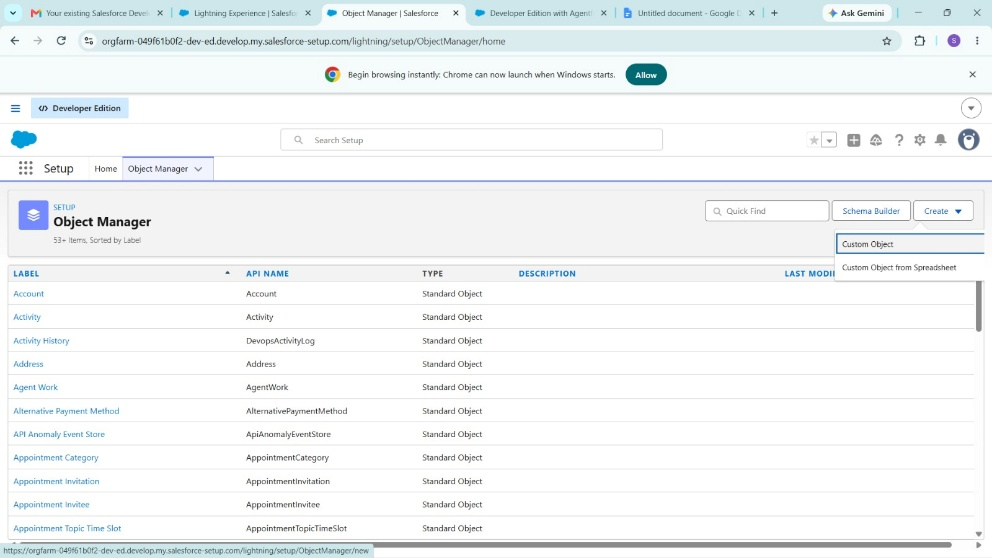 Your existing Salesforce Devel
Lightning Experience | Salesfo
Object Manager | Salesforce
Developer Edition with Agentf
Untitled document - Google D
Ask Gemini
orgfarm-049f61b0f2-dev-ed.develop.my.salesforce-setup.com/lightning/setup/ObjectManager/home
S
Begin browsing instantly: Chrome can now launch when Windows starts.
Allow
</> Developer Edition
Search Setup
Setup
Home
Object Manager
SETUP
Object Manager
53+ Items, Sorted by Label
Quick Find
Schema Builder
Create
Custom Object
Custom Object from Spreadsheet
LABEL API NAME TYPE DESCRIPTION LAST MODI
Account Account Standard Object
Activity Activity Standard Object
Activity History DevopsActivityLog Standard Object
Address Address Standard Object
Agent Work AgentWork Standard Object
Alternative Payment Method AlternativePaymentMethod Standard Object
API Anomaly Event Store ApiAnomalyEventStore Standard Object
Appointment Category AppointmentCategory Standard Object
Appointment Invitation AppointmentInvitation Standard Object
Appointment Invitee AppointmentInvitee Standard Object
Appointment Topic Time Slot AppointmentTopicTimeSlot Standard Object
https://orgfarm-049f61b0f2-dev-ed.develop.my.salesforce-setup.com/lightning/setup/ObjectManager/new